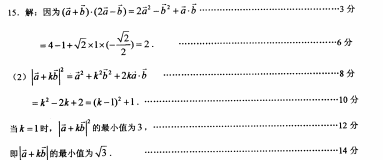 15. 解: 因为(a⃗+b⃗)·(2a⃗−b⃗)=2a⃗²−b⃗²+a⃗·b⃗ ……………………3分
=4−1+√2×1×(−√2/2)=2. ……………………6分
(2) |a⃗+kb⃗|²=a⃗²+k²b⃗²+2ka⃗·b⃗ ……………………8分
=k²−2k+2=(k−1)²+1. ……………………10分
当k=1时, |a⃗+kb⃗|²的最小值为3, ……………………12分
即|a⃗+kb⃗|的最小值为√3. ……………………14分